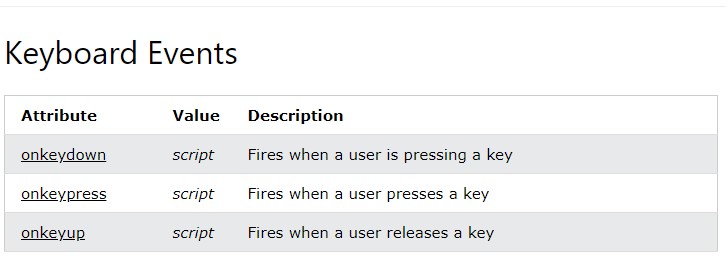 Keyboard Events
Attribute Value Description
onkeydown script Fires when a user is pressing a key
onkeypress script Fires when a user presses a key
onkeyup script Fires when a user releases a key